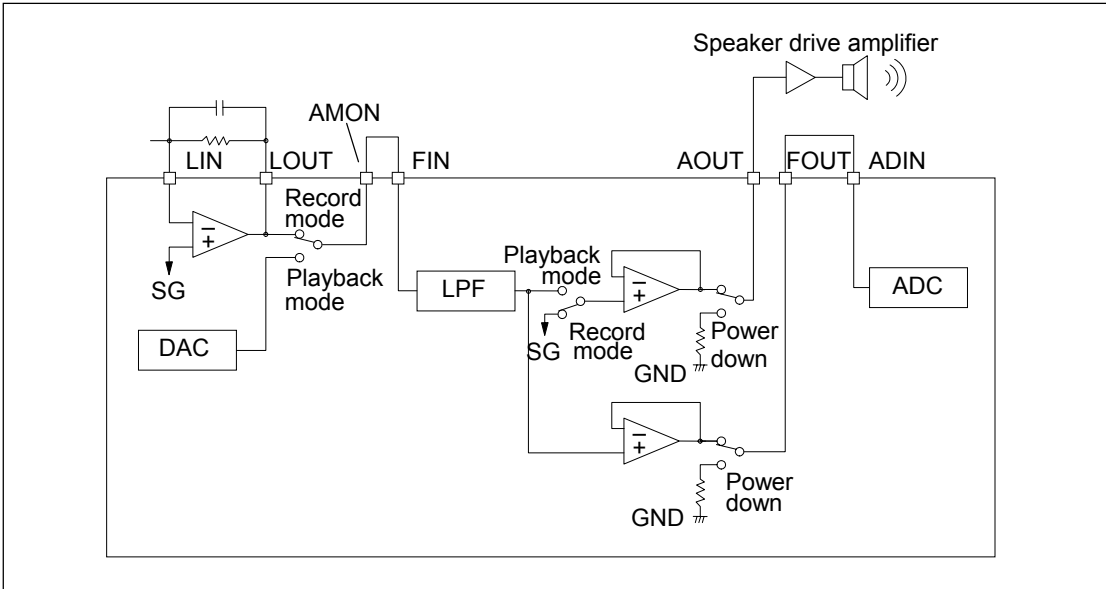 Speaker drive amplifier
AMON
LIN
LOUT
FIN
AOUT
FOUT
ADIN
Record
mode
Playback
mode
SG
DAC
LPF
Playback
mode
Record
mode
SG
Power
down
GND
ADC
Power
down
GND